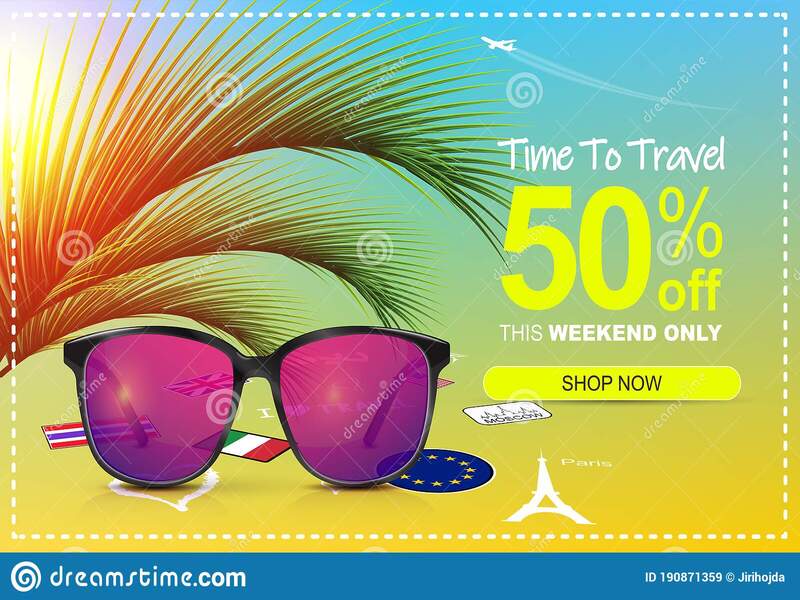 Time To Travel
50%
off
THIS WEEKEND ONLY
SHOP NOW
MOSCOW
Paris
dreamstime
dreamstime.com
ID 190871359 © Jirihojda